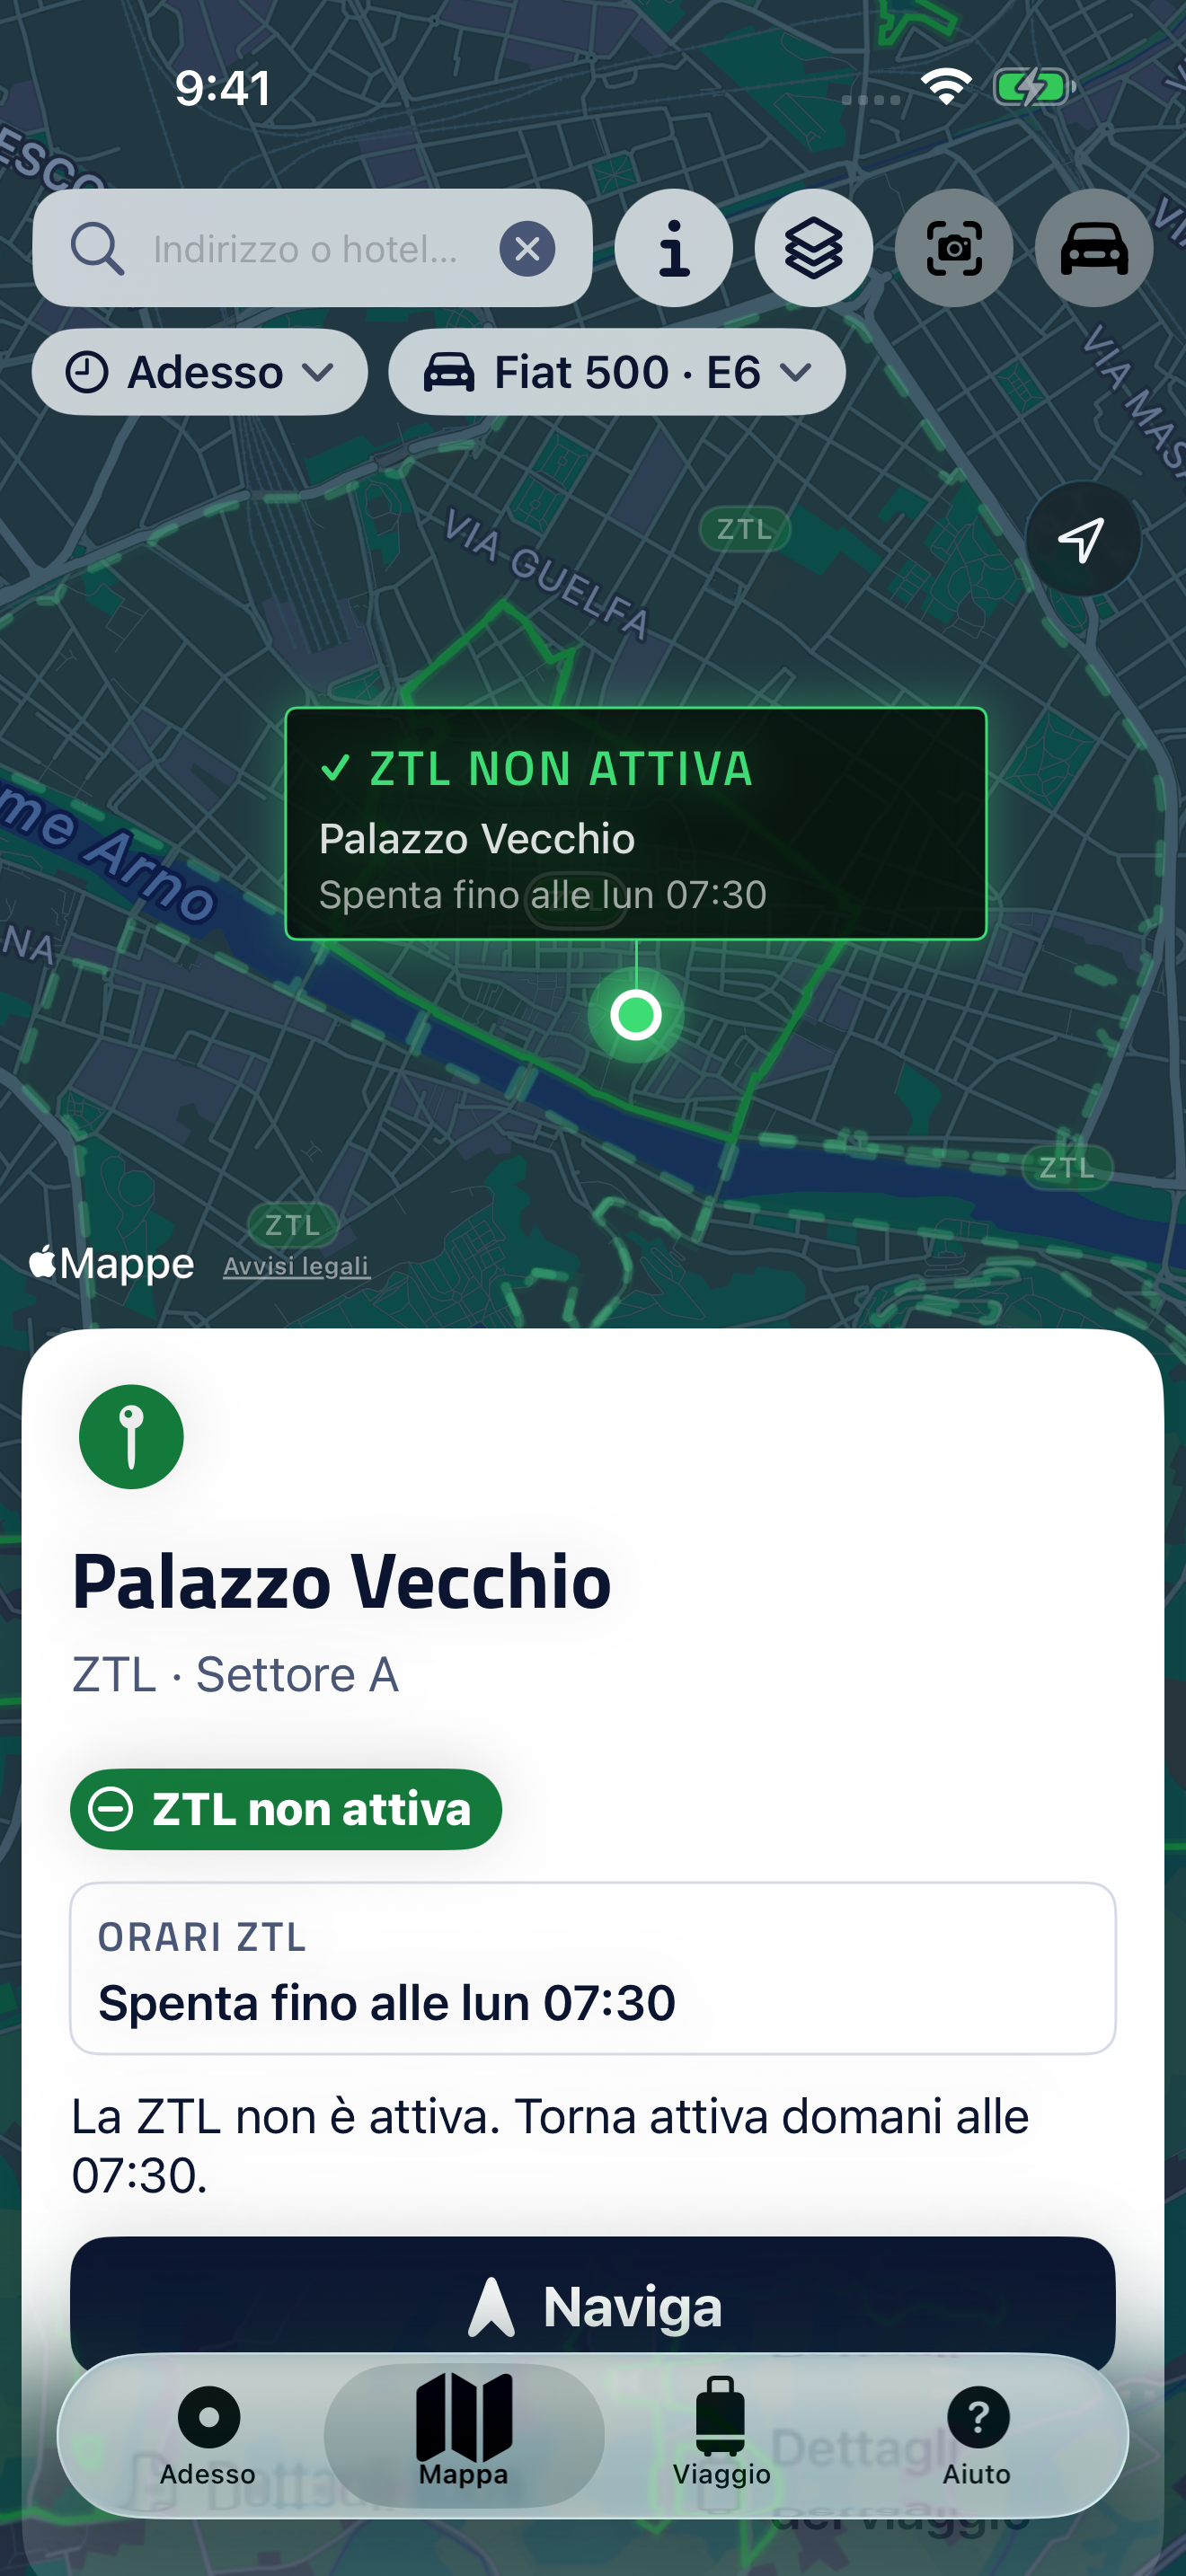 9:41
Indirizzo o hotel...
Adesso
Fiat 500 · E6
VIA GUELFA
ZTL
✓ ZTL NON ATTIVA
Palazzo Vecchio
Spenta fino alle lun 07:30
Arno
ZTL
ZTL
Mappe
Avvisi legali
Palazzo Vecchio
ZTL · Settore A
ZTL non attiva
ORARI ZTL
Spenta fino alle lun 07:30
La ZTL non è attiva. Torna attiva domani alle
07:30.
Naviga
Adesso
Mappa
Viaggio
Aiuto